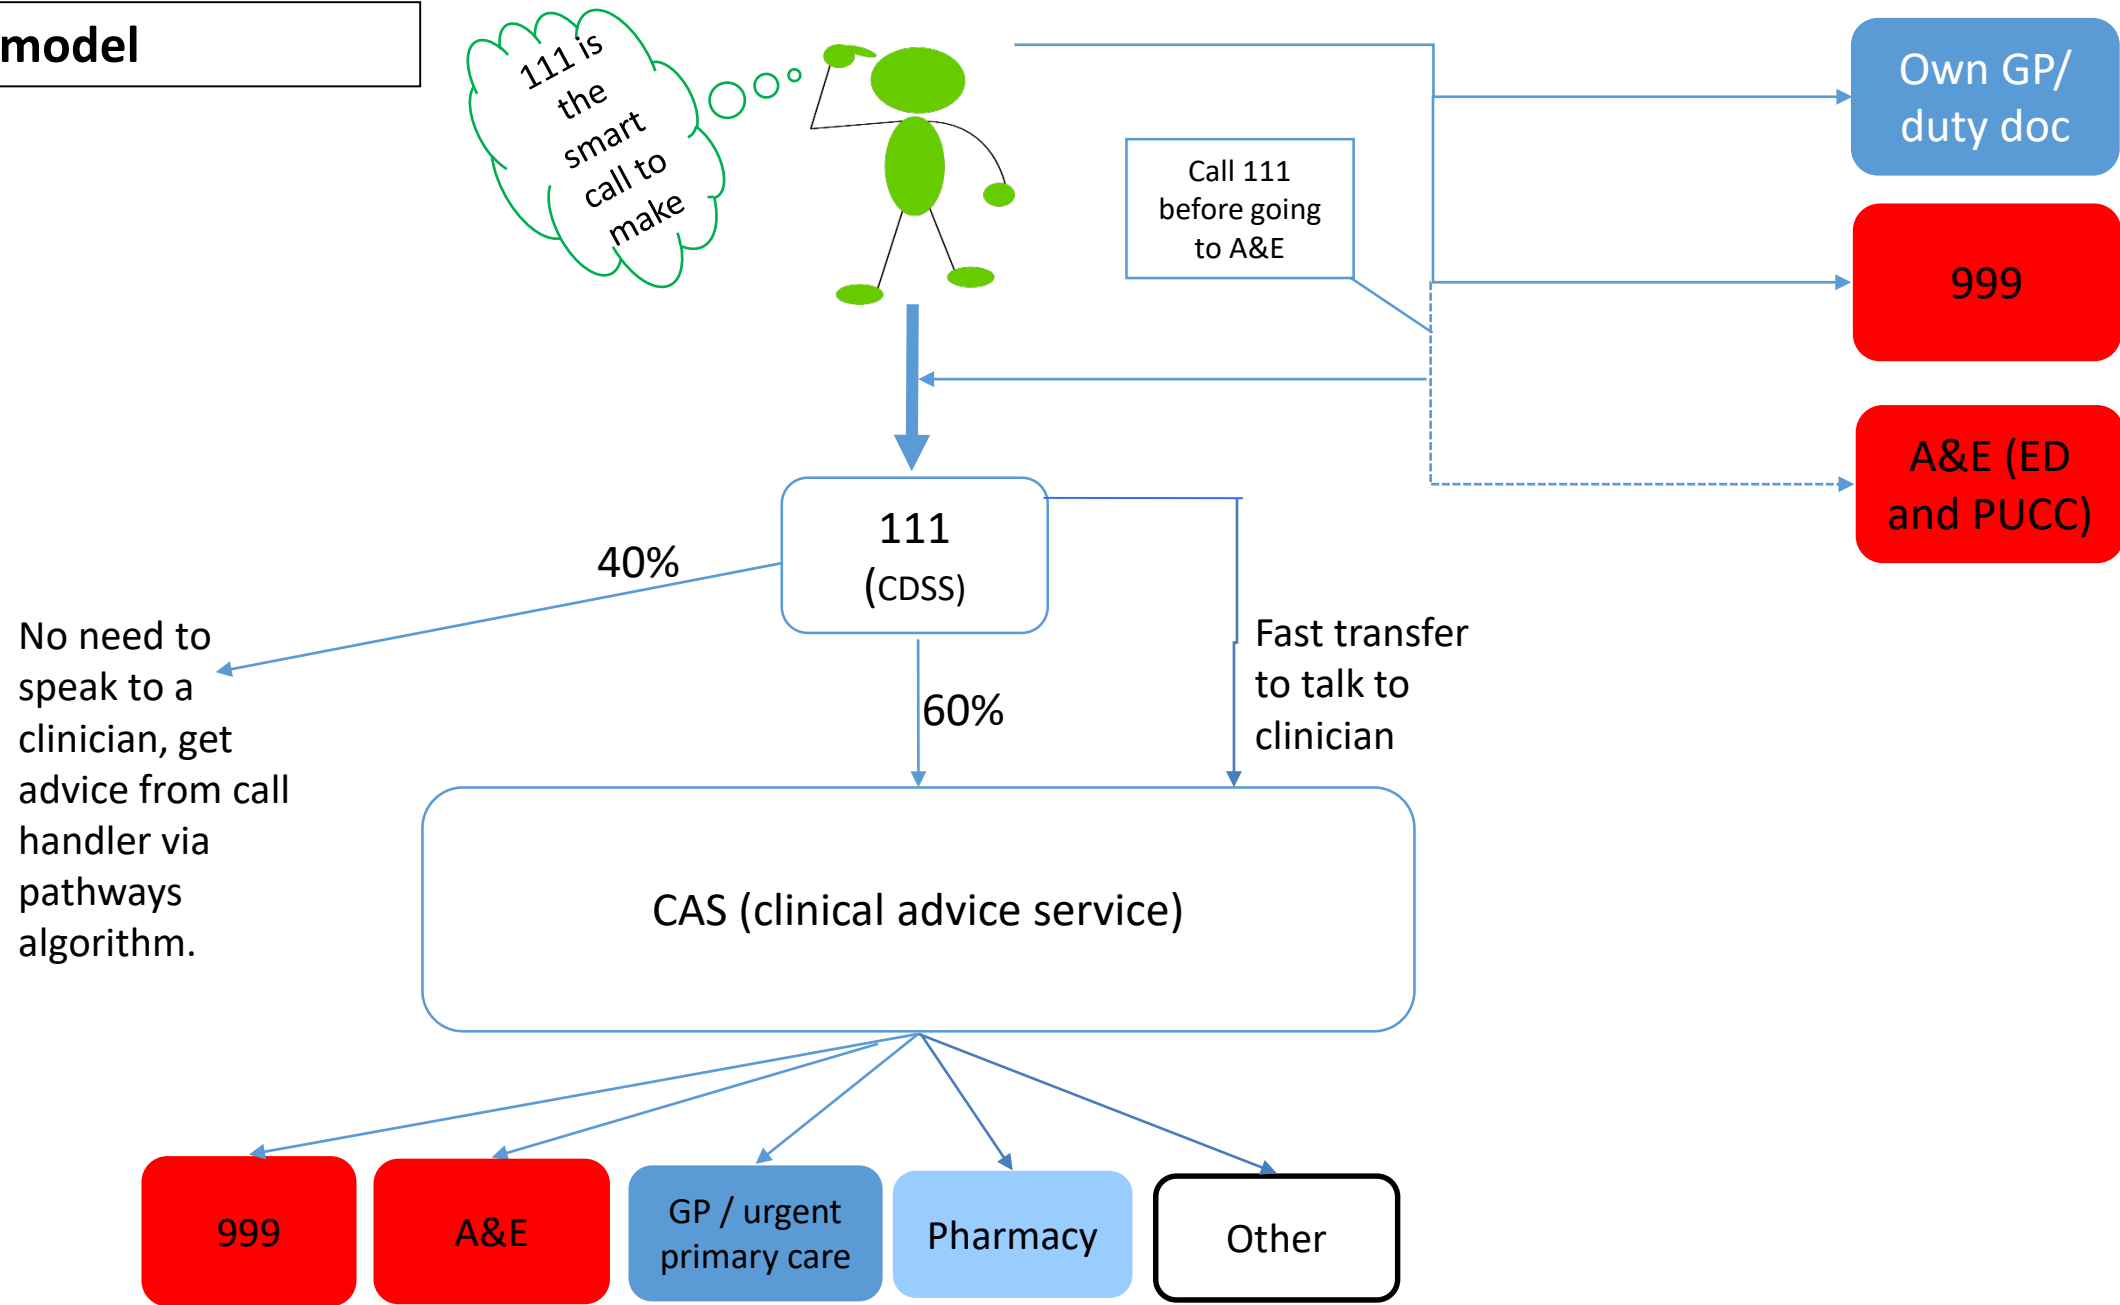 model
111 is
the
smart
call to
make
Own GP/
duty doc
Call 111
before going
to A&E
999
A&E (ED
and PUCC)
111
(CDSS)
40%
No need to
speak to a
clinician, get
advice from call
handler via
pathways
algorithm.
60%
Fast transfer
to talk to
clinician
CAS (clinical advice service)
999
A&E
GP / urgent
primary care
Pharmacy
Other